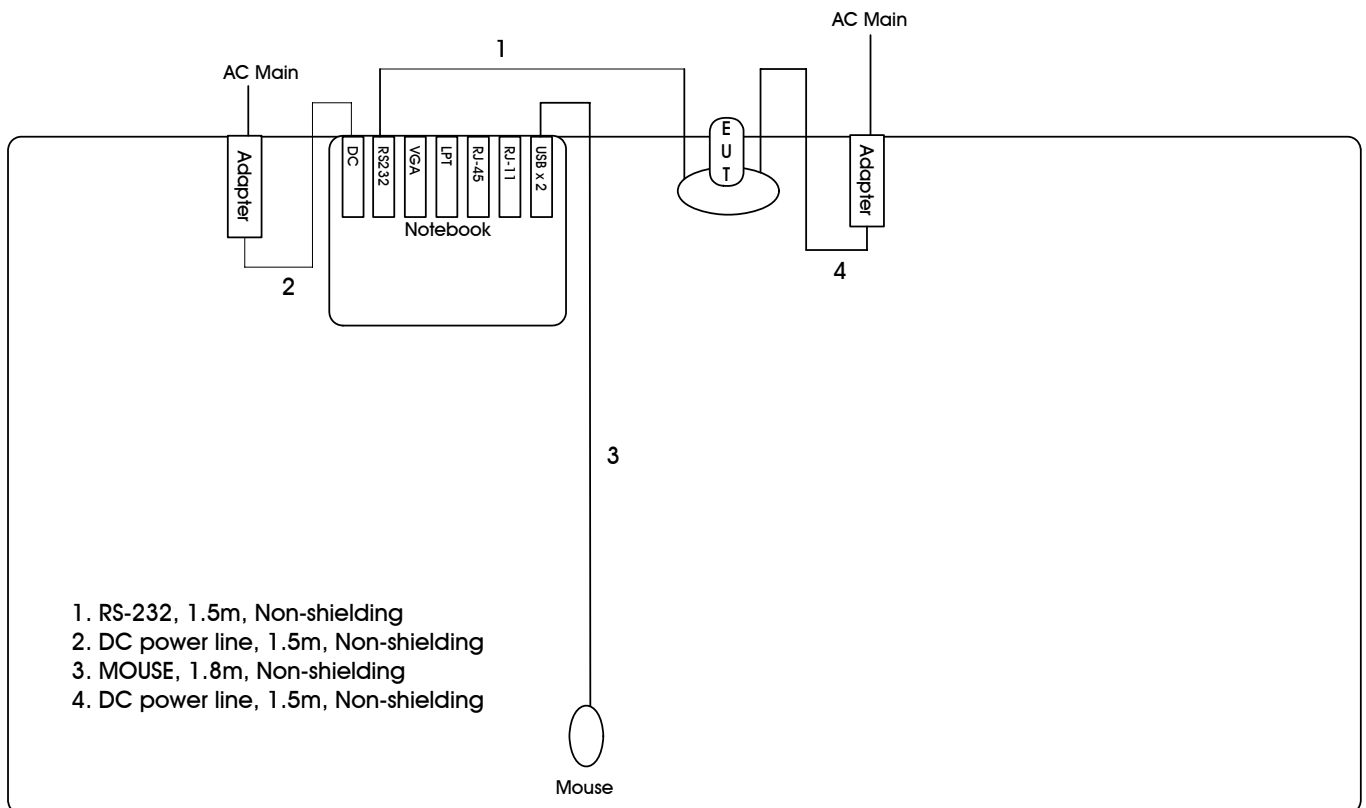 AC Main
1
AC Main
Adapter
DC
RS232
VGA
LPT
RJ-45
RJ-11
USB x 2
Notebook
2
E
U
T
Adapter
4
3
1. RS-232, 1.5m, Non-shielding
2. DC power line, 1.5m, Non-shielding
3. MOUSE, 1.8m, Non-shielding
4. DC power line, 1.5m, Non-shielding
Mouse